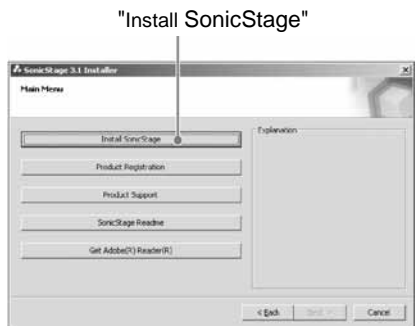 "Install SonicStage"
SonicStage 3.1 Installer
Main Menu
Install SonicStage
Explanation
Product Registration
Product Support
SonicStage Readme
Get Adobe(R) Reader(R)
< Back
Next >
Cancel